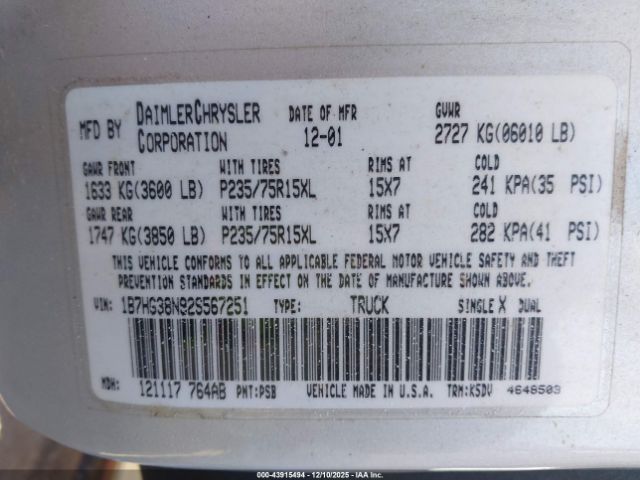 MFD BY DAIMLERCHRYSLER CORPORATION DATE OF MFR 12-01 GVWR 2727 KG(06010 LB)
GAWR FRONT WITH TIRES RIMS AT COLD
1633 KG(3600 LB) P235/75R15XL 15X7 241 KPA(35 PSI)
GAWR REAR WITH TIRES RIMS AT COLD
1747 KG(3850 LB) P235/75R15XL 15X7 282 KPA(41 PSI)
THIS VEHICLE CONFORMS TO ALL APPLICABLE FEDERAL MOTOR VEHICLE SAFETY AND THEFT
PREVENTION STANDARDS IN EFFECT ON THE DATE OF MANUFACTURE SHOWN ABOVE.
VIN: 1B7HG38N92S567251 TYPE: TRUCK SINGLE X DUAL
MDH: 121117 764AB PNT:PSB VEHICLE MADE IN U.S.A. TRM:K5DV 4648503
000-43915494 - 12/10/2025 - Copyright IAA, LLC